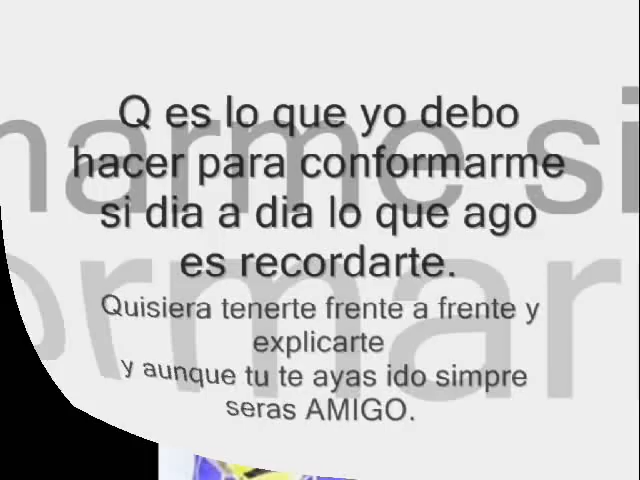 Q es lo que yo debo
hacer para conformarme
si dia a dia lo que ago
es recordarte.
Quisiera tenerte frente a frente y
explicarte
y aunque tu te ayas ido simpre
seras AMIGO.